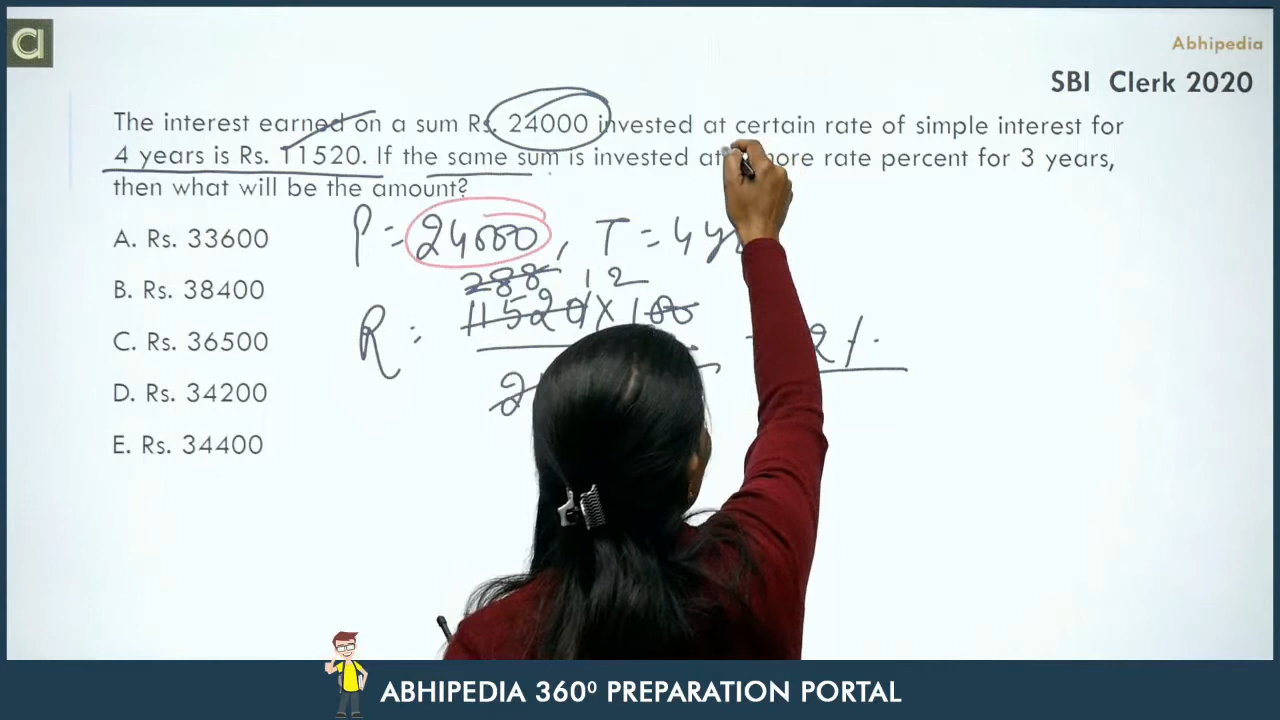 Abhipedia
SBI Clerk 2020
The interest earned on a sum Rs. 24000 invested at certain rate of simple interest for
4 years is Rs. 11520. If the same sum is invested at more rate percent for 3 years,
then what will be the amount?
A. Rs. 33600
B. Rs. 38400
C. Rs. 36500
D. Rs. 34200
E. Rs. 34400
P = 24000, T = 4 y
288 12
R = 11520 × 100
2%
ABHIPEDIA 360⁰ PREPARATION PORTAL